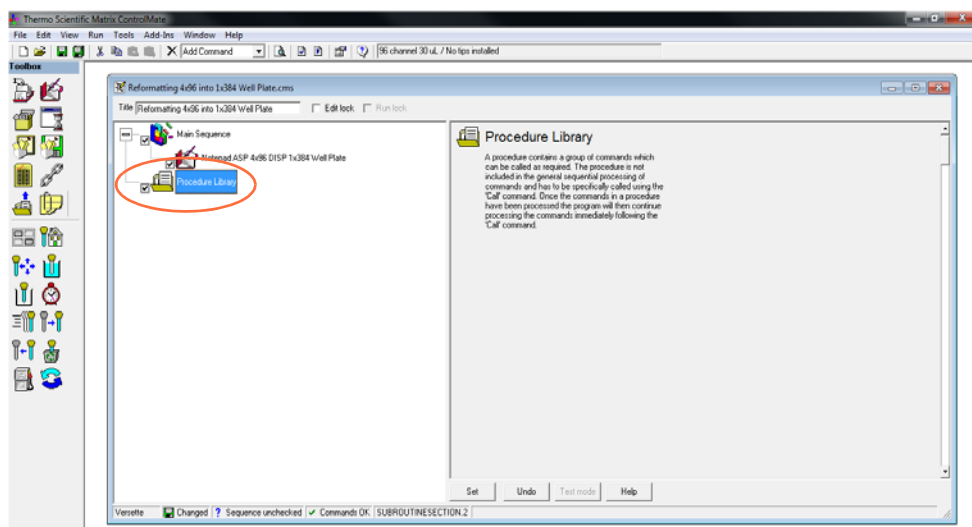 Thermo Scientific Matrix ControlMate
File Edit View Run Tools Add-Ins Window Help
Add Command
96 channel 30 uL / No tips installed
Toolbox
Reformatting 4x96 into 1x384 Well Plate.cms
Title Reformatting 4x96 into 1x384 Well Plate Edit lock Run lock
Main Sequence
Notepad ASP 4x96 DISP 1x384 Well Plate
Procedure Library
Procedure Library
A procedure contains a group of commands which
can be called as required. The procedure is not
included in the general sequential processing of
commands and has to be specifically called using the
'Call' command. Once the commands in a procedure
have been processed the program will then continue
processing the commands immediately following the
'Call' command.
Set Undo Test mode Help
Versette Changed ? Sequence unchecked Commands OK SUBROUTINESECTION.2